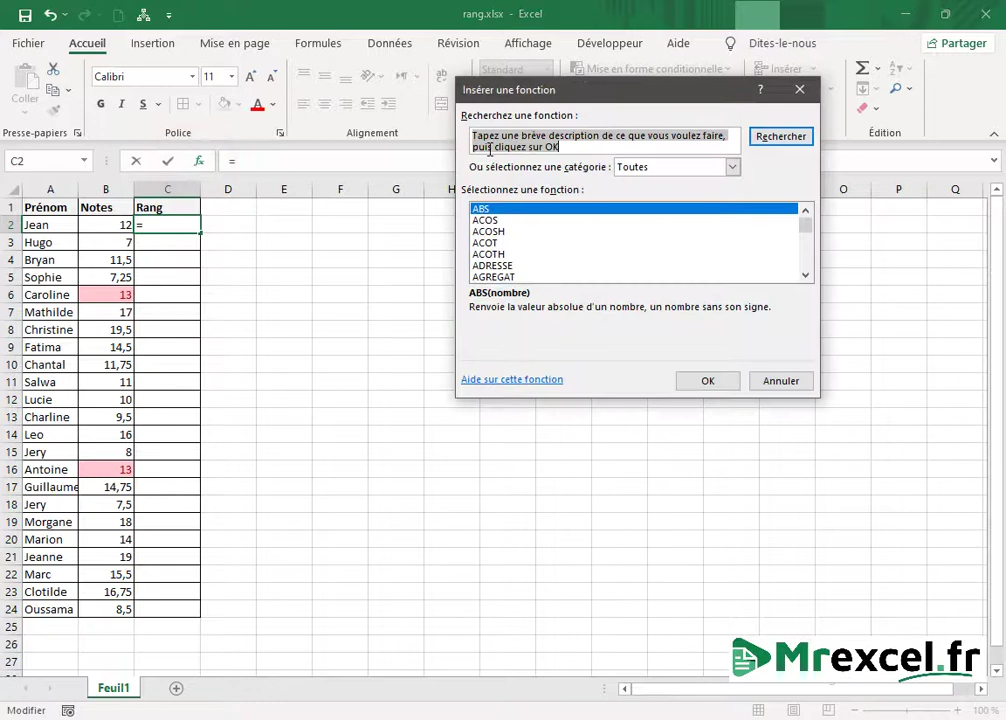 rang.xlsx - Excel
Fichier Accueil Insertion Mise en page Formules Données Révision Affichage Développeur Aide Dites-le-nous Partager
Coller
Calibri 11
G I S
Standard
Mise en forme conditionnelle
Insérer
Presse-papiers Police Alignement Édition
C2 =
A B C D E F G H O P Q
1 Prénom Notes Rang
2 Jean 12 =
3 Hugo 7
4 Bryan 11,5
5 Sophie 7,25
6 Caroline 13
7 Mathilde 17
8 Christine 19,5
9 Fatima 14,5
10 Chantal 11,75
11 Salwa 11
12 Lucie 10
13 Charline 9,5
14 Leo 16
15 Jery 8
16 Antoine 13
17 Guillaume 14,75
18 Jery 7,5
19 Morgane 18
20 Marion 14
21 Jeanne 19
22 Marc 15,5
23 Clotilde 16,75
24 Oussama 8,5
25
26
27
Insérer une fonction
Recherchez une fonction :
Tapez une brève description de ce que vous voulez faire,
puis cliquez sur OK
Rechercher
Ou sélectionnez une catégorie : Toutes
Sélectionnez une fonction :
ABS
ACOS
ACOSH
ACOT
ACOTH
ADRESSE
AGREGAT
ABS(nombre)
Renvoie la valeur absolue d'un nombre, un nombre sans son signe.
Aide sur cette fonction
OK Annuler
Mrexcel.fr
Feuil1
Modifier 100 %